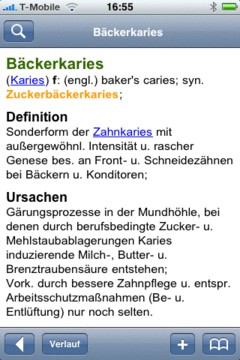 T-Mobile 16:55
Bäckerkaries
Bäckerkaries
(Karies) f: (engl.) baker's caries; syn.
Zuckerbäckerkaries;
Definition
Sonderform der Zahnkaries mit
außergewöhnl. Intensität u. rascher
Genese bes. an Front- u. Schneidezähnen
bei Bäckern u. Konditoren;
Ursachen
Gärungsprozesse in der Mundhöhle, bei
denen durch berufsbedingte Zucker- u.
Mehlstaubablagerungen Karies
induzierende Milch-, Butter- u.
Brenztraubensäure entstehen;
Vork. durch bessere Zahnpflege u. entspr.
Arbeitsschutzmaßnahmen (Be- u.
Entlüftung) nur noch selten.
Verlauf